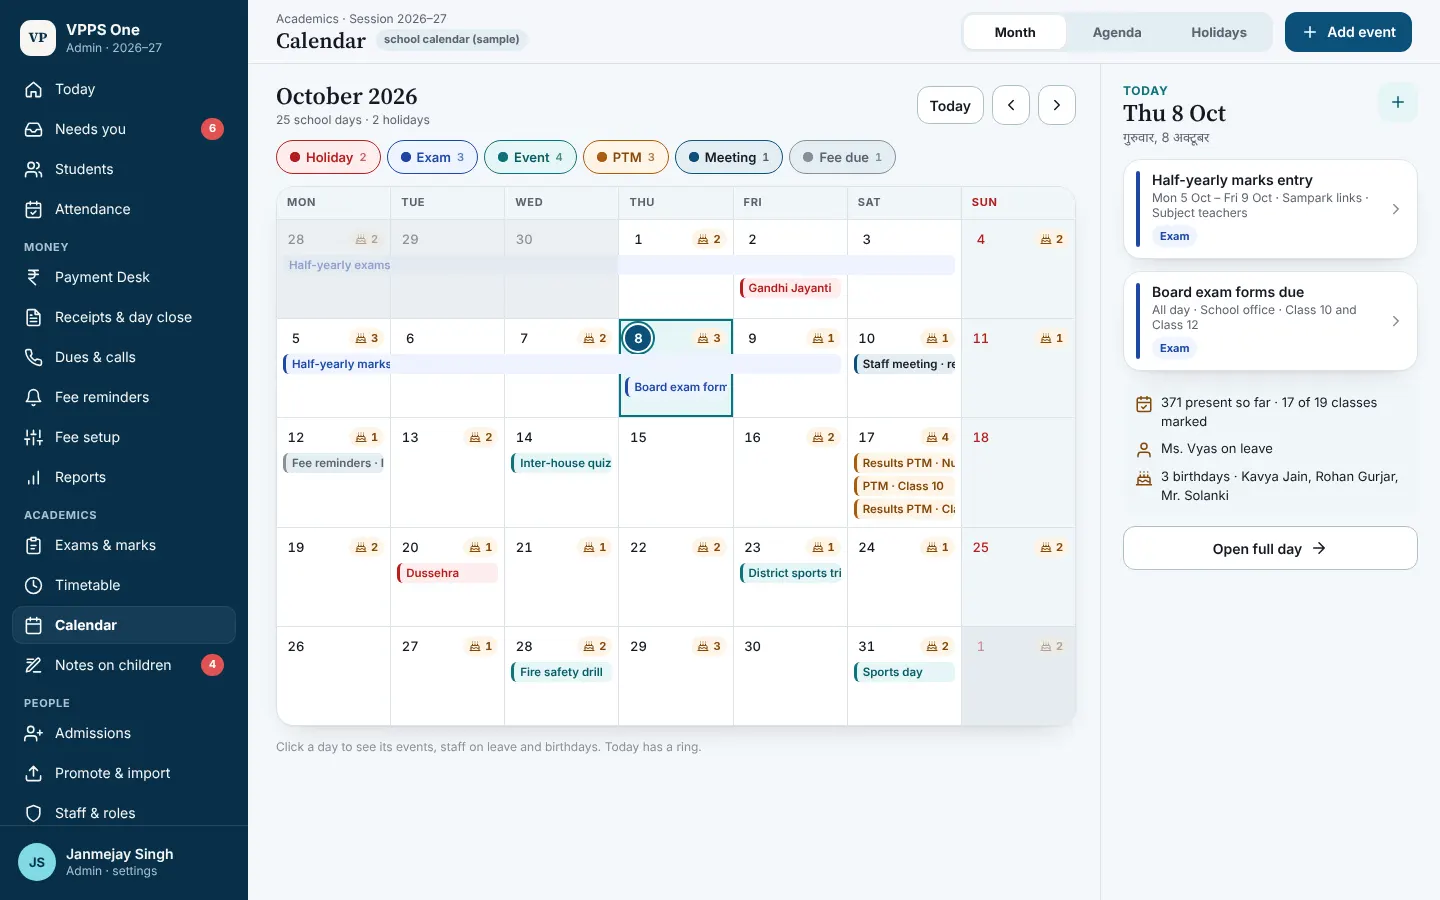 VP
VPPS One
Admin · 2026–27
Today
Needs you 6
Students
Attendance
MONEY
Payment Desk
Receipts & day close
Dues & calls
Fee reminders
Fee setup
Reports
ACADEMICS
Exams & marks
Timetable
Calendar
Notes on children 4
PEOPLE
Admissions
Promote & import
Staff & roles
JS
Janmejay Singh
Admin · settings
Academics · Session 2026–27
Calendar school calendar (sample)
Month Agenda Holidays
Add event
October 2026
25 school days · 2 holidays
Today
Holiday 2 Exam 3 Event 4 PTM 3 Meeting 1 Fee due 1
MON TUE WED THU FRI SAT SUN
28 2 29 30 1 2 2 3 4 2
Half-yearly exams
Gandhi Jayanti
5 3 6 7 2 8 3 9 1 10 1 11 1
Half-yearly marks
Staff meeting · re
Board exam form
12 1 13 2 14 15 16 2 17 4 18
Fee reminders · I
Inter-house quiz
Results PTM · Nu
PTM · Class 10
Results PTM · Cla
19 2 20 1 21 1 22 2 23 1 24 1 25 2
Dussehra
District sports tri
26 27 1 28 2 29 3 30 31 2 1 2
Fire safety drill
Sports day
Click a day to see its events, staff on leave and birthdays. Today has a ring.
TODAY
Thu 8 Oct
गुरुवार, 8 अक्टूबर
Half-yearly marks entry
Mon 5 Oct – Fri 9 Oct · Sampark links ·
Subject teachers
Exam
Board exam forms due
All day · School office · Class 10 and
Class 12
Exam
371 present so far · 17 of 19 classes
marked
Ms. Vyas on leave
3 birthdays · Kavya Jain, Rohan Gurjar,
Mr. Solanki
Open full day